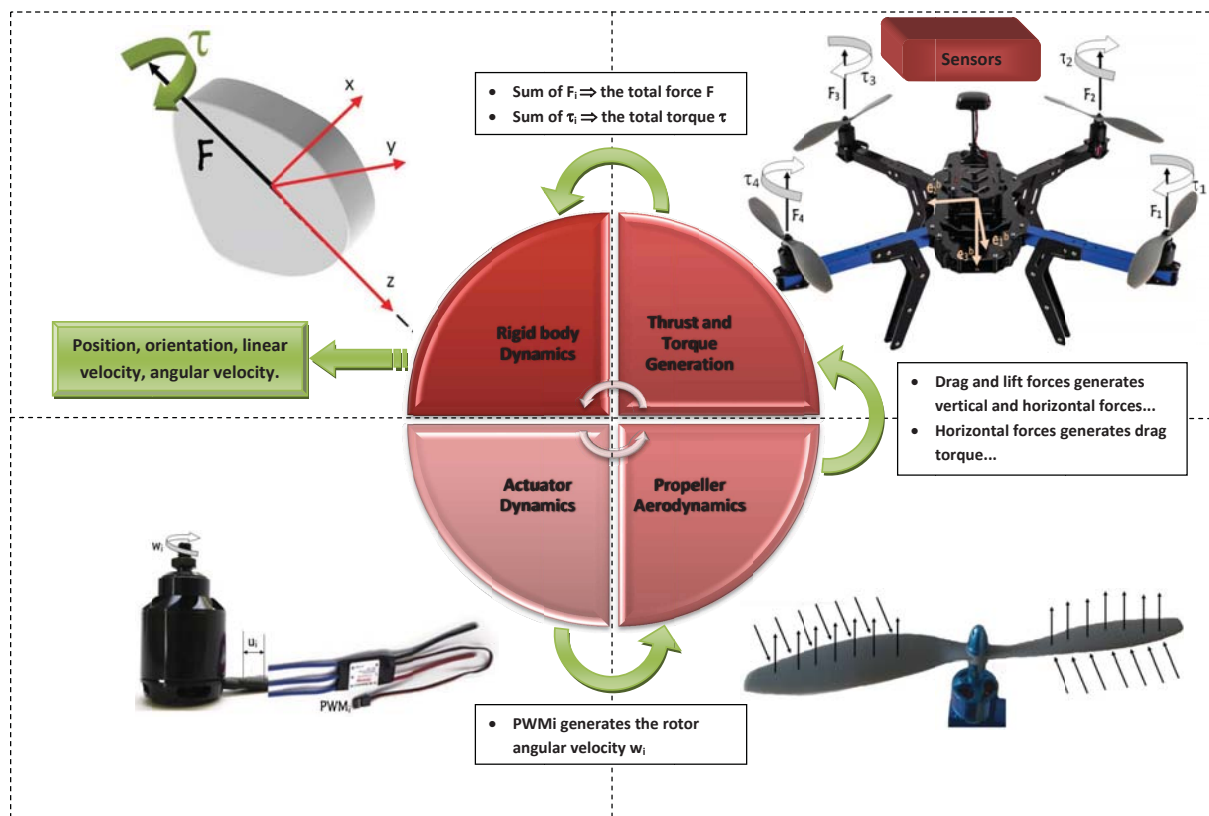 τ
F
x
y
z
• Sum of Fᵢ ⇒ the total force F
• Sum of τᵢ ⇒ the total torque τ
Sensors
τ₃
F₃
τ₂
F₂
τ₄
F₄
τ₁
F₁
Rigid body
Dynamics
Thrust and
Torque
Generation
Position, orientation, linear
velocity, angular velocity.
• Drag and lift forces generates
vertical and horizontal forces...
• Horizontal forces generates drag
torque...
Actuator
Dynamics
Propeller
Aerodynamics
wᵢ
uᵢ
PWMᵢ
• PWMi generates the rotor
angular velocity wᵢ